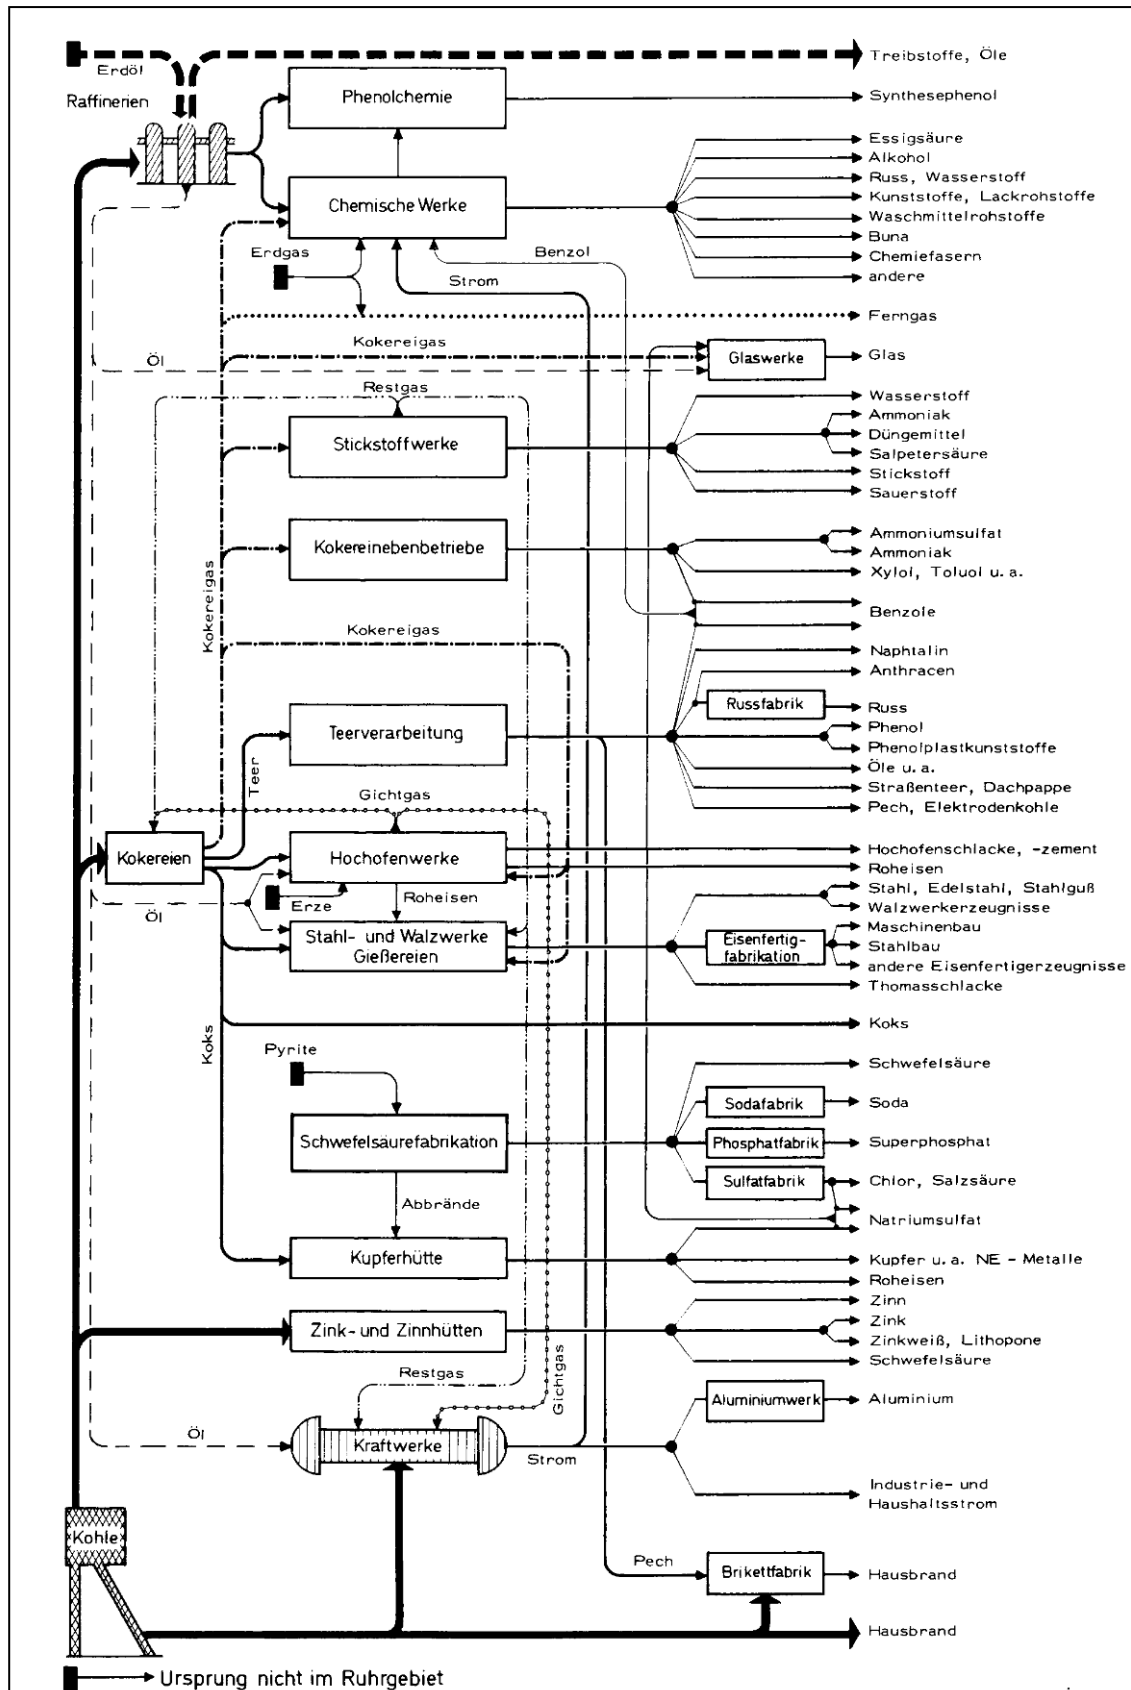 Treibstoffe, Öle
Erdöl
Raffinerien
Phenolchemie
Synthesephenol
Chemische Werke
Essigsäure
Alkohol
Russ, Wasserstoff
Kunststoffe, Lackrohstoffe
Waschmittelrohstoffe
Buna
Chemiefasern
andere
Erdgas
Benzol
Strom
Ferngas
Kokereigas
Öl
Glaswerke
Glas
Restgas
Stickstoffwerke
Wasserstoff
Ammoniak
Düngemittel
Salpetersäure
Stickstoff
Sauerstoff
Kokereinebenbetriebe
Ammoniumsulfat
Ammoniak
Xylol, Toluol u. a.
Benzole
Kokereigas
Kokereigas
Naphtalin
Anthracen
Russfabrik
Russ
Teerverarbeitung
Phenol
Phenolplastkunststoffe
Öle u. a.
Straßenteer, Dachpappe
Pech, Elektrodenkohle
Teer
Gichtgas
Kokereien
Hochofenwerke
Hochofenschlacke, -zement
Roheisen
Öl
Erze
Roheisen
Stahl- und Walzwerke
Gießereien
Stahl, Edelstahl, Stahlguß
Walzwerkerzeugnisse
Eisenfertig-
fabrikation
Maschinenbau
Stahlbau
andere Eisenfertigerzeugnisse
Thomasschlacke
Koks
Koks
Pyrite
Schwefelsäurefabrikation
Schwefelsäure
Sodafabrik
Soda
Phosphatfabrik
Superphosphat
Sulfatfabrik
Chlor, Salzsäure
Natriumsulfat
Abbrände
Kupferhütte
Kupfer u. a. NE - Metalle
Roheisen
Zink- und Zinnhütten
Zinn
Zink
Zinkweiß, Lithopone
Schwefelsäure
Restgas
Gichtgas
Aluminiumwerk
Aluminium
Öl
Kraftwerke
Strom
Industrie- und
Haushaltsstrom
Kohle
Pech
Brikettfabrik
Hausbrand
Hausbrand
Ursprung nicht im Ruhrgebiet